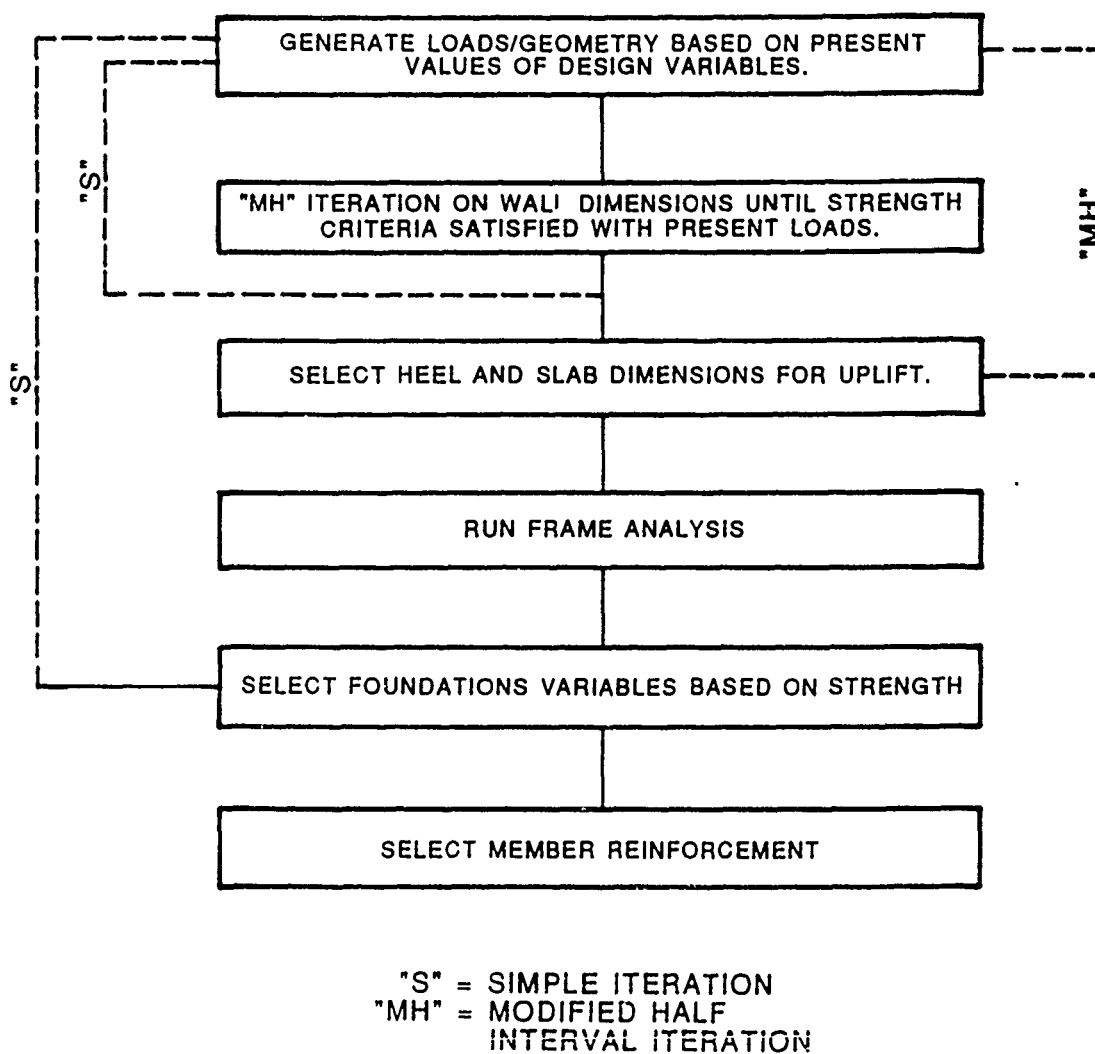 GENERATE LOADS/GEOMETRY BASED ON PRESENT
VALUES OF DESIGN VARIABLES.
"S"
"MH" ITERATION ON WALL DIMENSIONS UNTIL STRENGTH
CRITERIA SATISFIED WITH PRESENT LOADS.
"MH"
"S"
SELECT HEEL AND SLAB DIMENSIONS FOR UPLIFT.
RUN FRAME ANALYSIS
SELECT FOUNDATIONS VARIABLES BASED ON STRENGTH
SELECT MEMBER REINFORCEMENT
"S" = SIMPLE ITERATION
"MH" = MODIFIED HALF
INTERVAL ITERATION